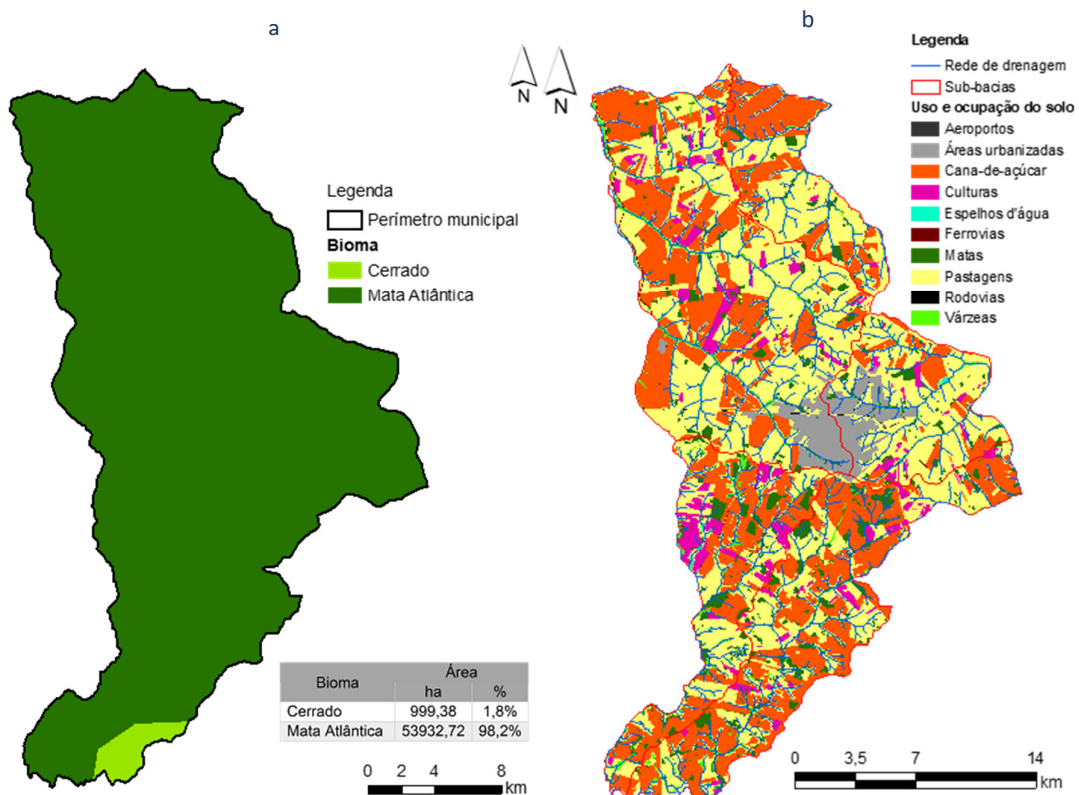 a
b
N
N
Legenda
Perímetro municipal
Bioma
Cerrado
Mata Atlântica
Bioma Área
ha %
Cerrado 999,38 1,8%
Mata Atlântica 53932,72 98,2%
0 2 4 8
km
Legenda
Rede de drenagem
Sub-bacias
Uso e ocupação do solo
Aeroportos
Áreas urbanizadas
Cana-de-açúcar
Culturas
Espelhos d'água
Ferrovias
Matas
Pastagens
Rodovias
Várzeas
0 3,5 7 14
km